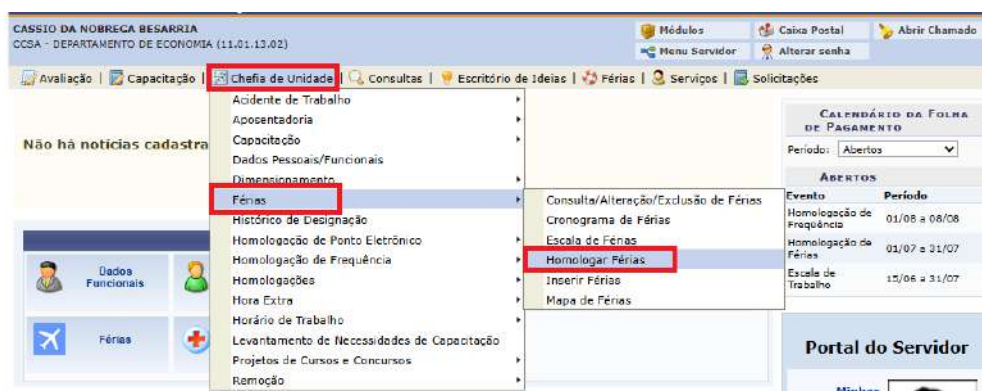 CASSIO DA NOBREGA BESARRIA
CCSA - DEPARTAMENTO DE ECONOMIA (11.01.13.02)
Módulos
Caixa Postal
Abrir Chamado
Menu Servidor
Alterar senha
Avaliação | Capacitação | Chefia de Unidade | Consultas | Escritório de Ideias | Férias | Serviços | Solicitações
Não há notícias cadastra
Acidente de Trabalho
Aposentadoria
Capacitação
Dados Pessoais/Funcionais
Dimensionamento
Férias
Histórico de Designação
Homologação de Ponto Eletrônico
Homologação de Frequência
Homologações
Hora Extra
Horário de Trabalho
Levantamento de Necessidades de Capacitação
Projetos de Cursos e Concursos
Remoção
Consulta/Alteração/Exclusão de Férias
Cronograma de Férias
Escala de Férias
Homologar Férias
Inserir Férias
Mapa de Férias
Dados
Funcionais
Férias
CALENDÁRIO DA FOLHA
DE PAGAMENTO
Período: Abertos
ABERTOS
Evento Período
Homologação de
Frequência 01/08 a 08/08
Homologação de
Férias 01/07 a 31/07
Escala de
Trabalho 15/06 a 31/07
Portal do Servidor